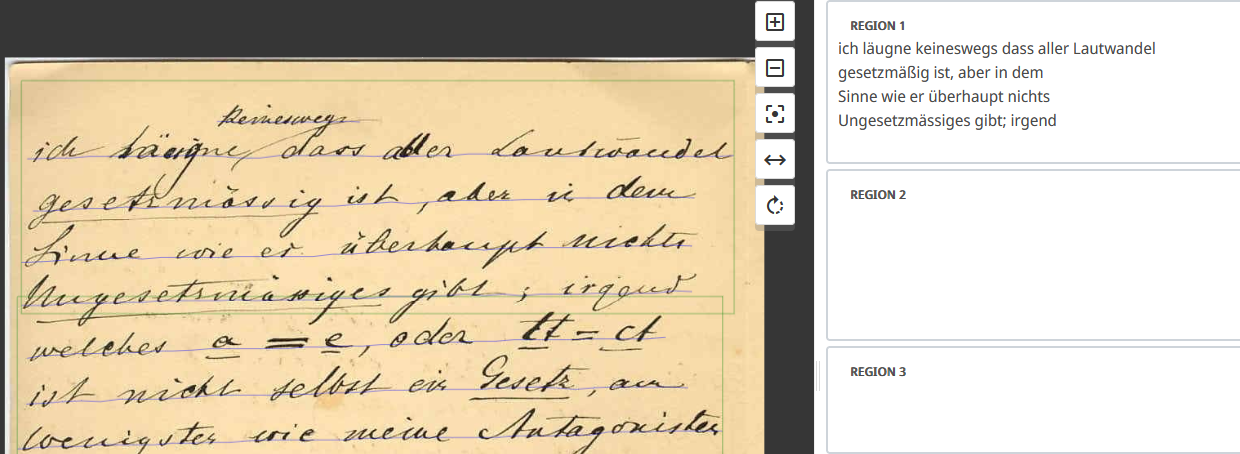 keineswegs
ich läugne dass aller Lautwandel
gesetzmässig ist, aber in dem
Sinne wie er überhaupt nichts
Ungesetzmässiges gibt; irgend
welches a = e, oder tt = ct
ist nicht selbst ein Gesetz, am
wenigsten wie meine Antagonisten
REGION 1
ich läugne keineswegs dass aller Lautwandel
gesetzmäßig ist, aber in dem
Sinne wie er überhaupt nichts
Ungesetzmässiges gibt; irgend
REGION 2
REGION 3